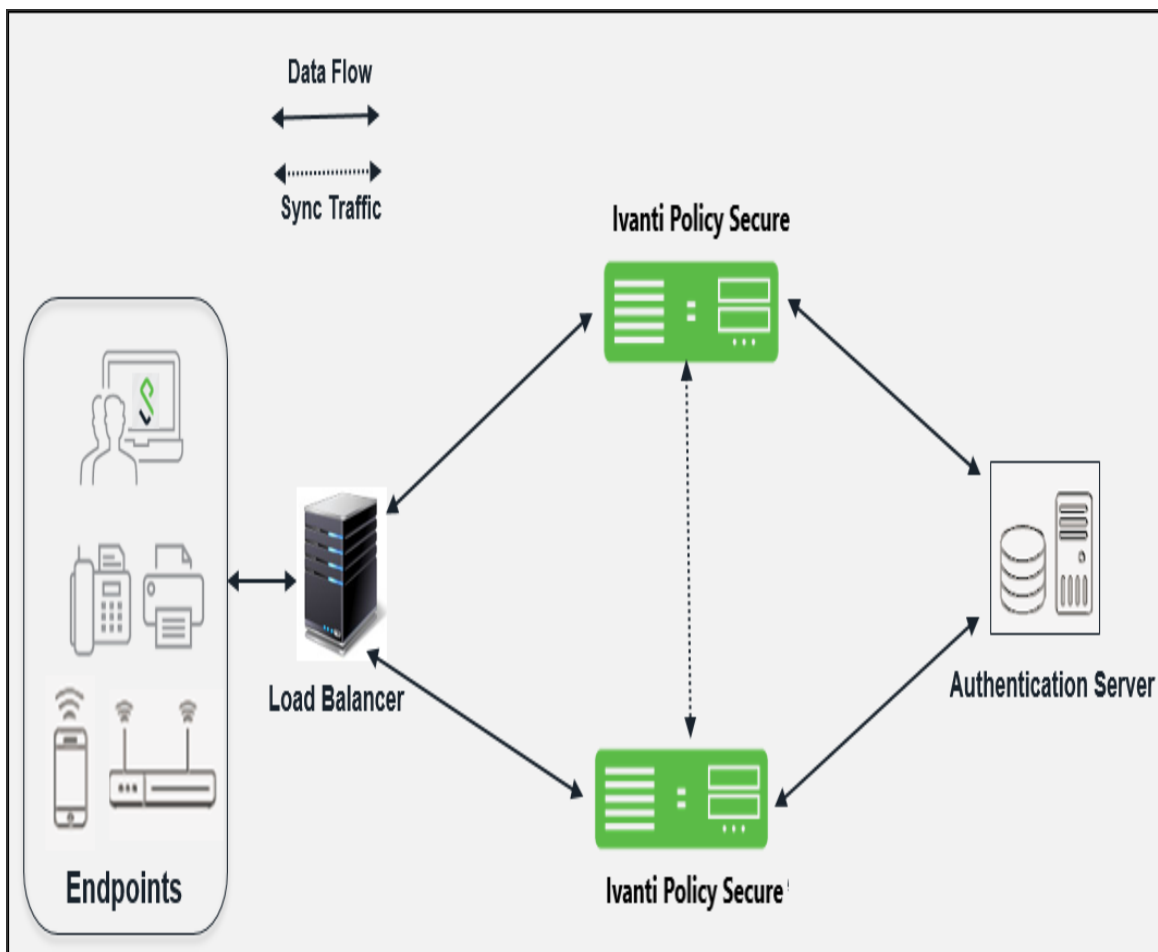 Data Flow
Sync Traffic
Ivanti Policy Secure
Load Balancer
Authentication Server
Endpoints
Ivanti Policy Secure